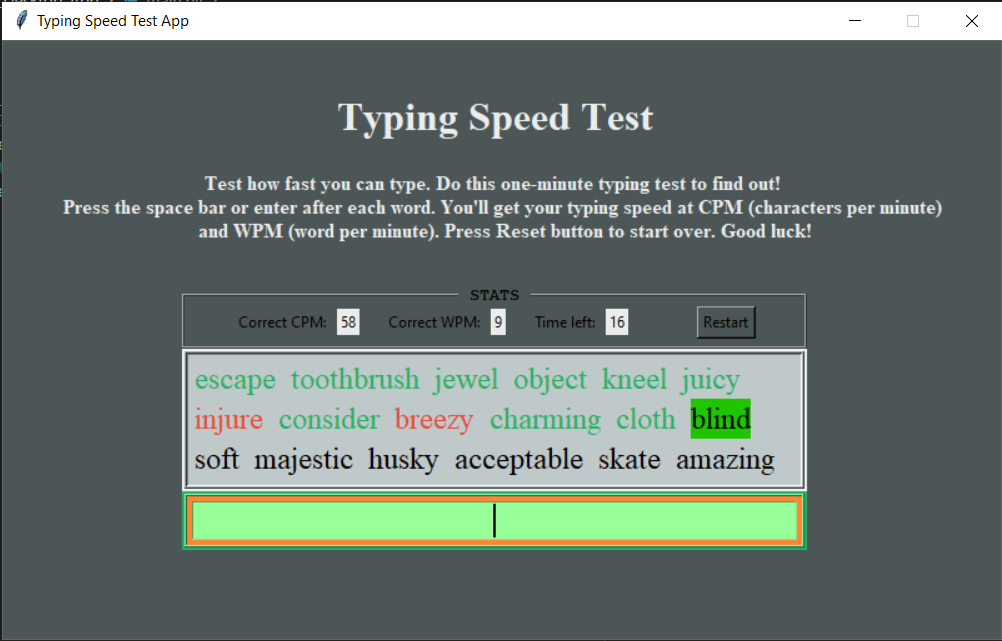 Typing Speed Test App
Typing Speed Test
Test how fast you can type. Do this one-minute typing test to find out!
Press the space bar or enter after each word. You'll get your typing speed at CPM (characters per minute)
and WPM (word per minute). Press Reset button to start over. Good luck!
STATS
Correct CPM: 58 Correct WPM: 9 Time left: 16 Restart
escape toothbrush jewel object kneel juicy
injure consider breezy charming cloth blind
soft majestic husky acceptable skate amazing